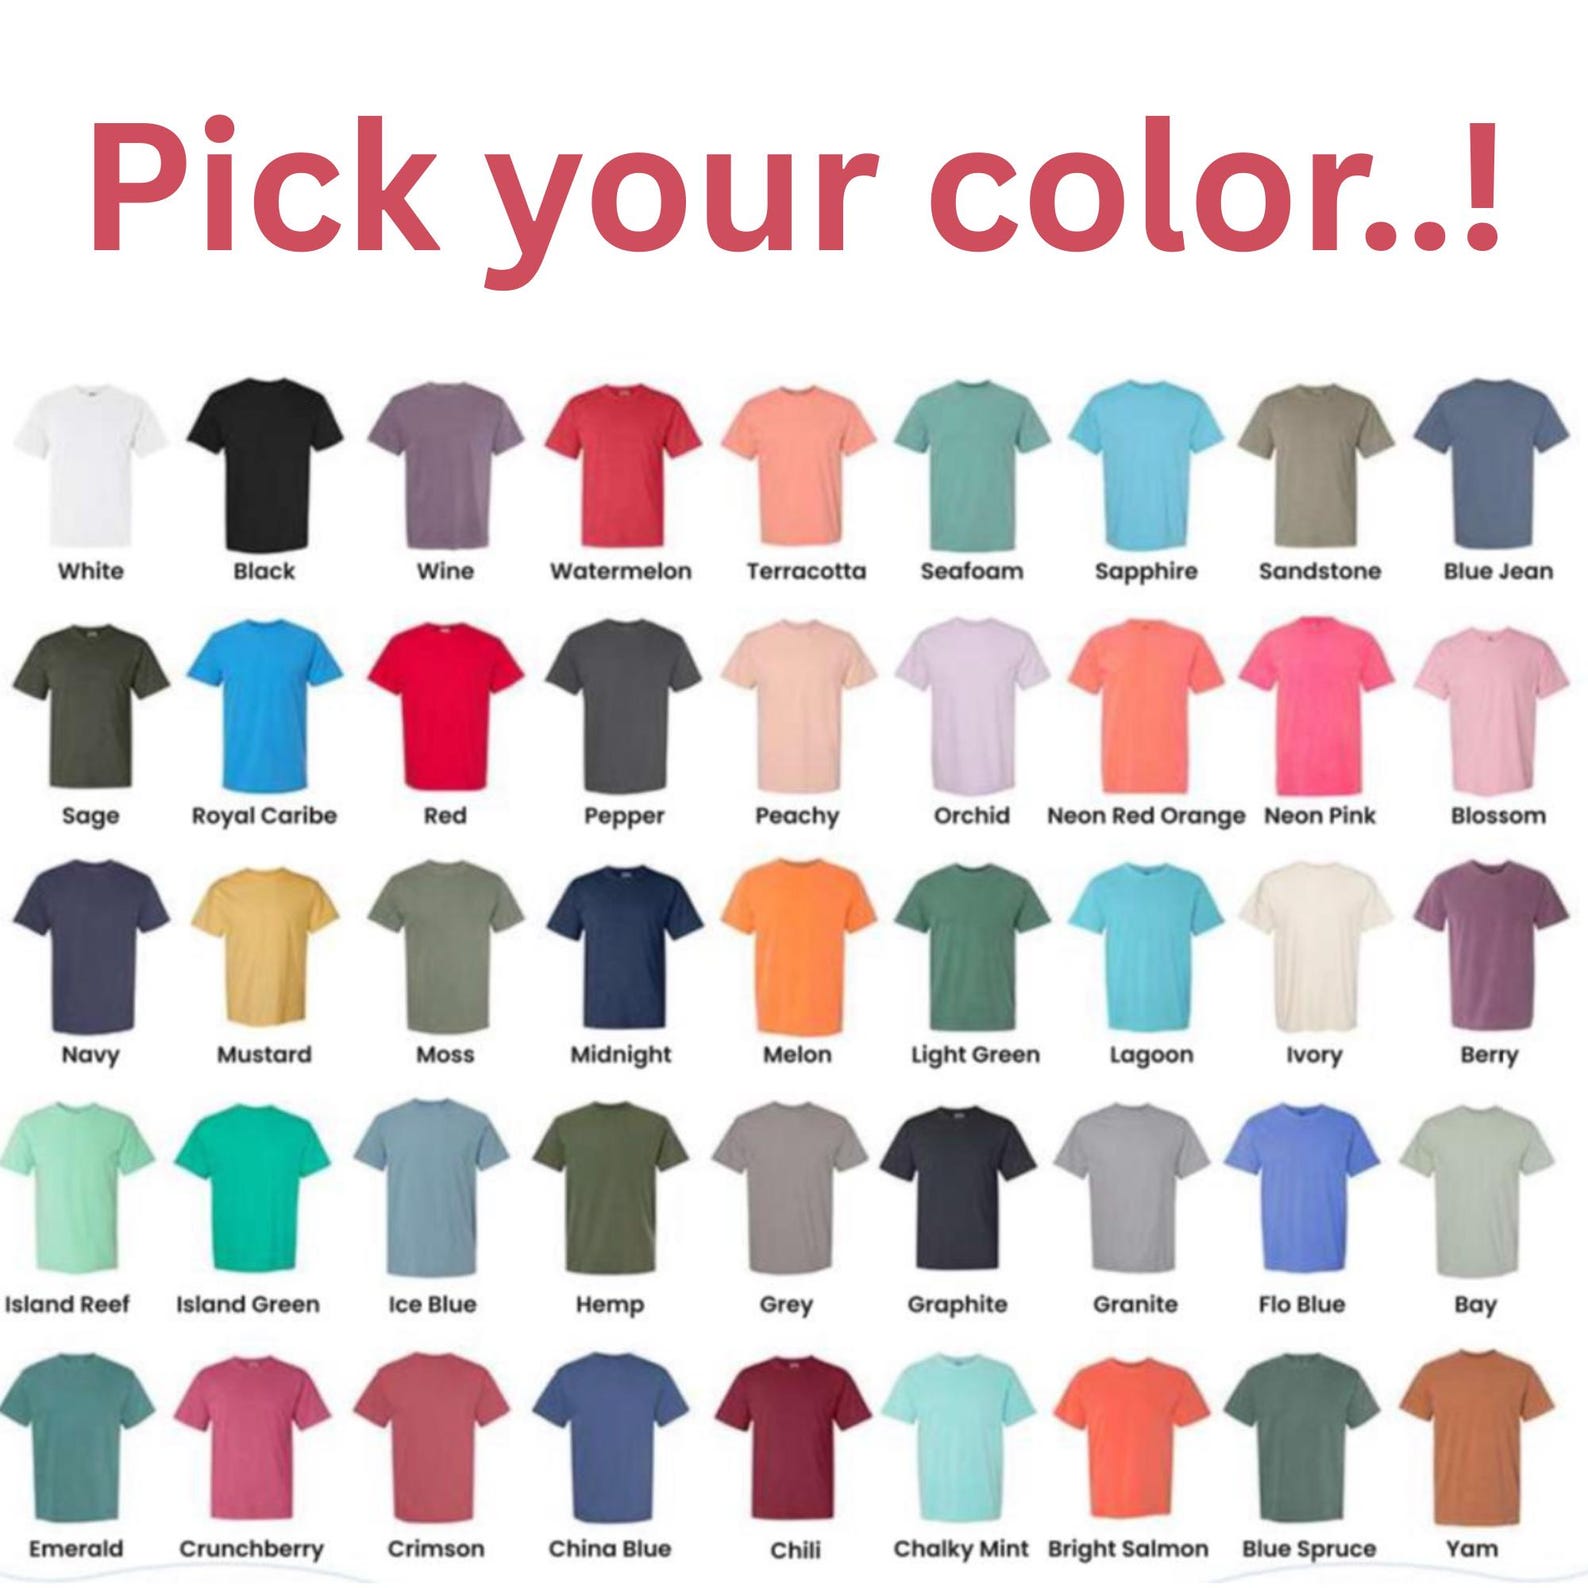 Pick your color..!
White Black Wine Watermelon Terracotta Seafoam Sapphire Sandstone Blue Jean
Sage Royal Caribe Red Pepper Peachy Orchid Neon Red Orange Neon Pink Blossom
Navy Mustard Moss Midnight Melon Light Green Lagoon Ivory Berry
Island Reef Island Green Ice Blue Hemp Grey Graphite Granite Flo Blue Bay
Emerald Crunchberry Crimson China Blue Chili Chalky Mint Bright Salmon Blue Spruce Yam